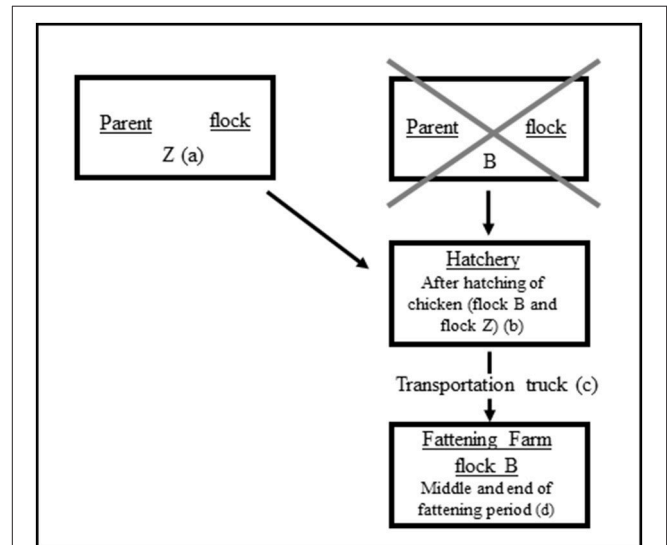 Parent flock
Z (a)
Parent flock
B
Hatchery
After hatching of
chicken (flock B and
flock Z) (b)
Transportation truck (c)
Fattening Farm
flock B
Middle and end of
fattening period (d)